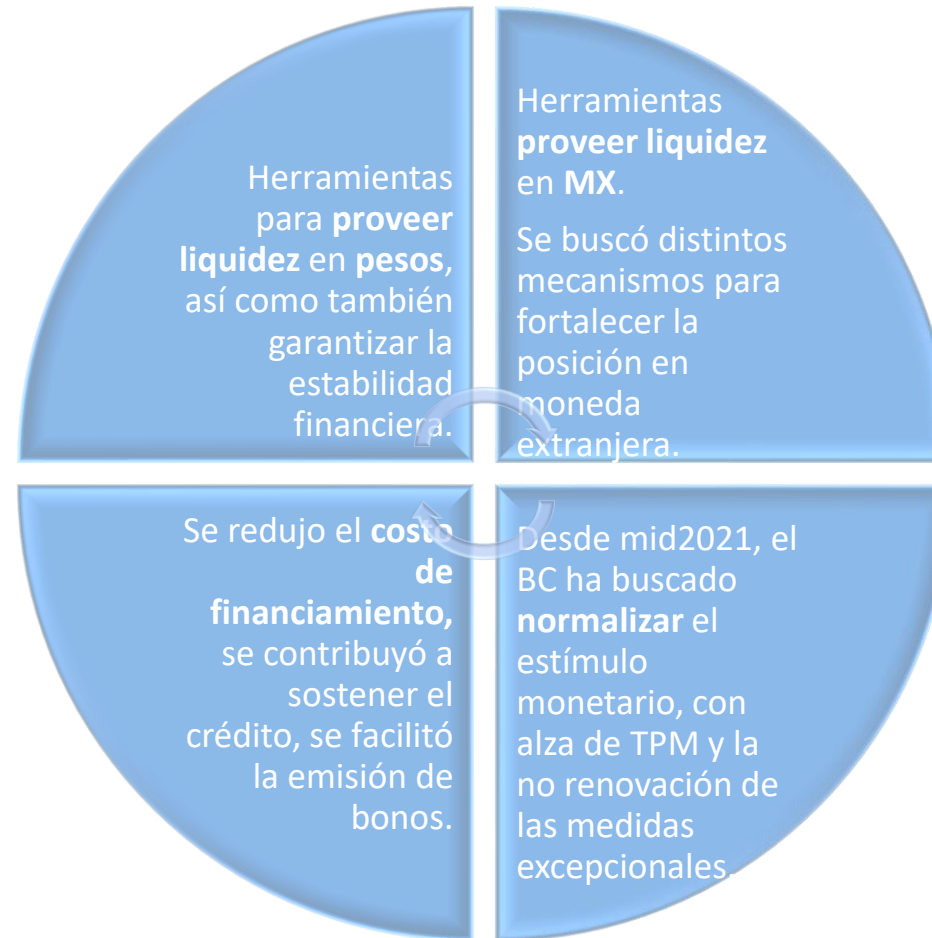 Herramientas
para proveer
liquidez en pesos,
así como también
garantizar la
estabilidad
financiera.
Herramientas
proveer liquidez
en MX.
Se buscó distintos
mecanismos para
fortalecer la
posición en
moneda
extranjera.
Se redujo el costo
de
financiamiento,
se contribuyó a
sostener el
crédito, se facilitó
la emisión de
bonos.
Desde mid2021, el
BC ha buscado
normalizar el
estímulo
monetario, con
alza de TPM y la
no renovación de
las medidas
excepcionales.